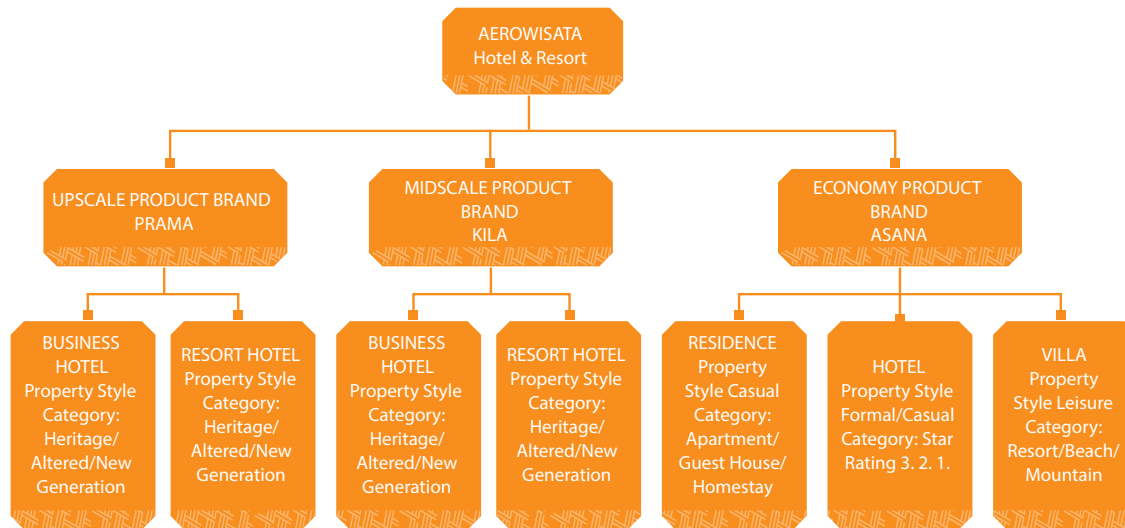 AEROWISATA
Hotel & Resort
UPSCALE PRODUCT BRAND
PRAMA
MIDSCALE PRODUCT
BRAND
KILA
ECONOMY PRODUCT
BRAND
ASANA
BUSINESS
HOTEL
Property Style
Category:
Heritage/
Altered/New
Generation
RESORT HOTEL
Property Style
Category:
Heritage/
Altered/New
Generation
BUSINESS
HOTEL
Property Style
Category:
Heritage/
Altered/New
Generation
RESORT HOTEL
Property Style
Category:
Heritage/
Altered/New
Generation
RESIDENCE
Property
Style Casual
Category:
Apartment/
Guest House/
Homestay
HOTEL
Property Style
Formal/Casual
Category: Star
Rating 3. 2. 1.
VILLA
Property
Style Leisure
Category:
Resort/Beach/
Mountain